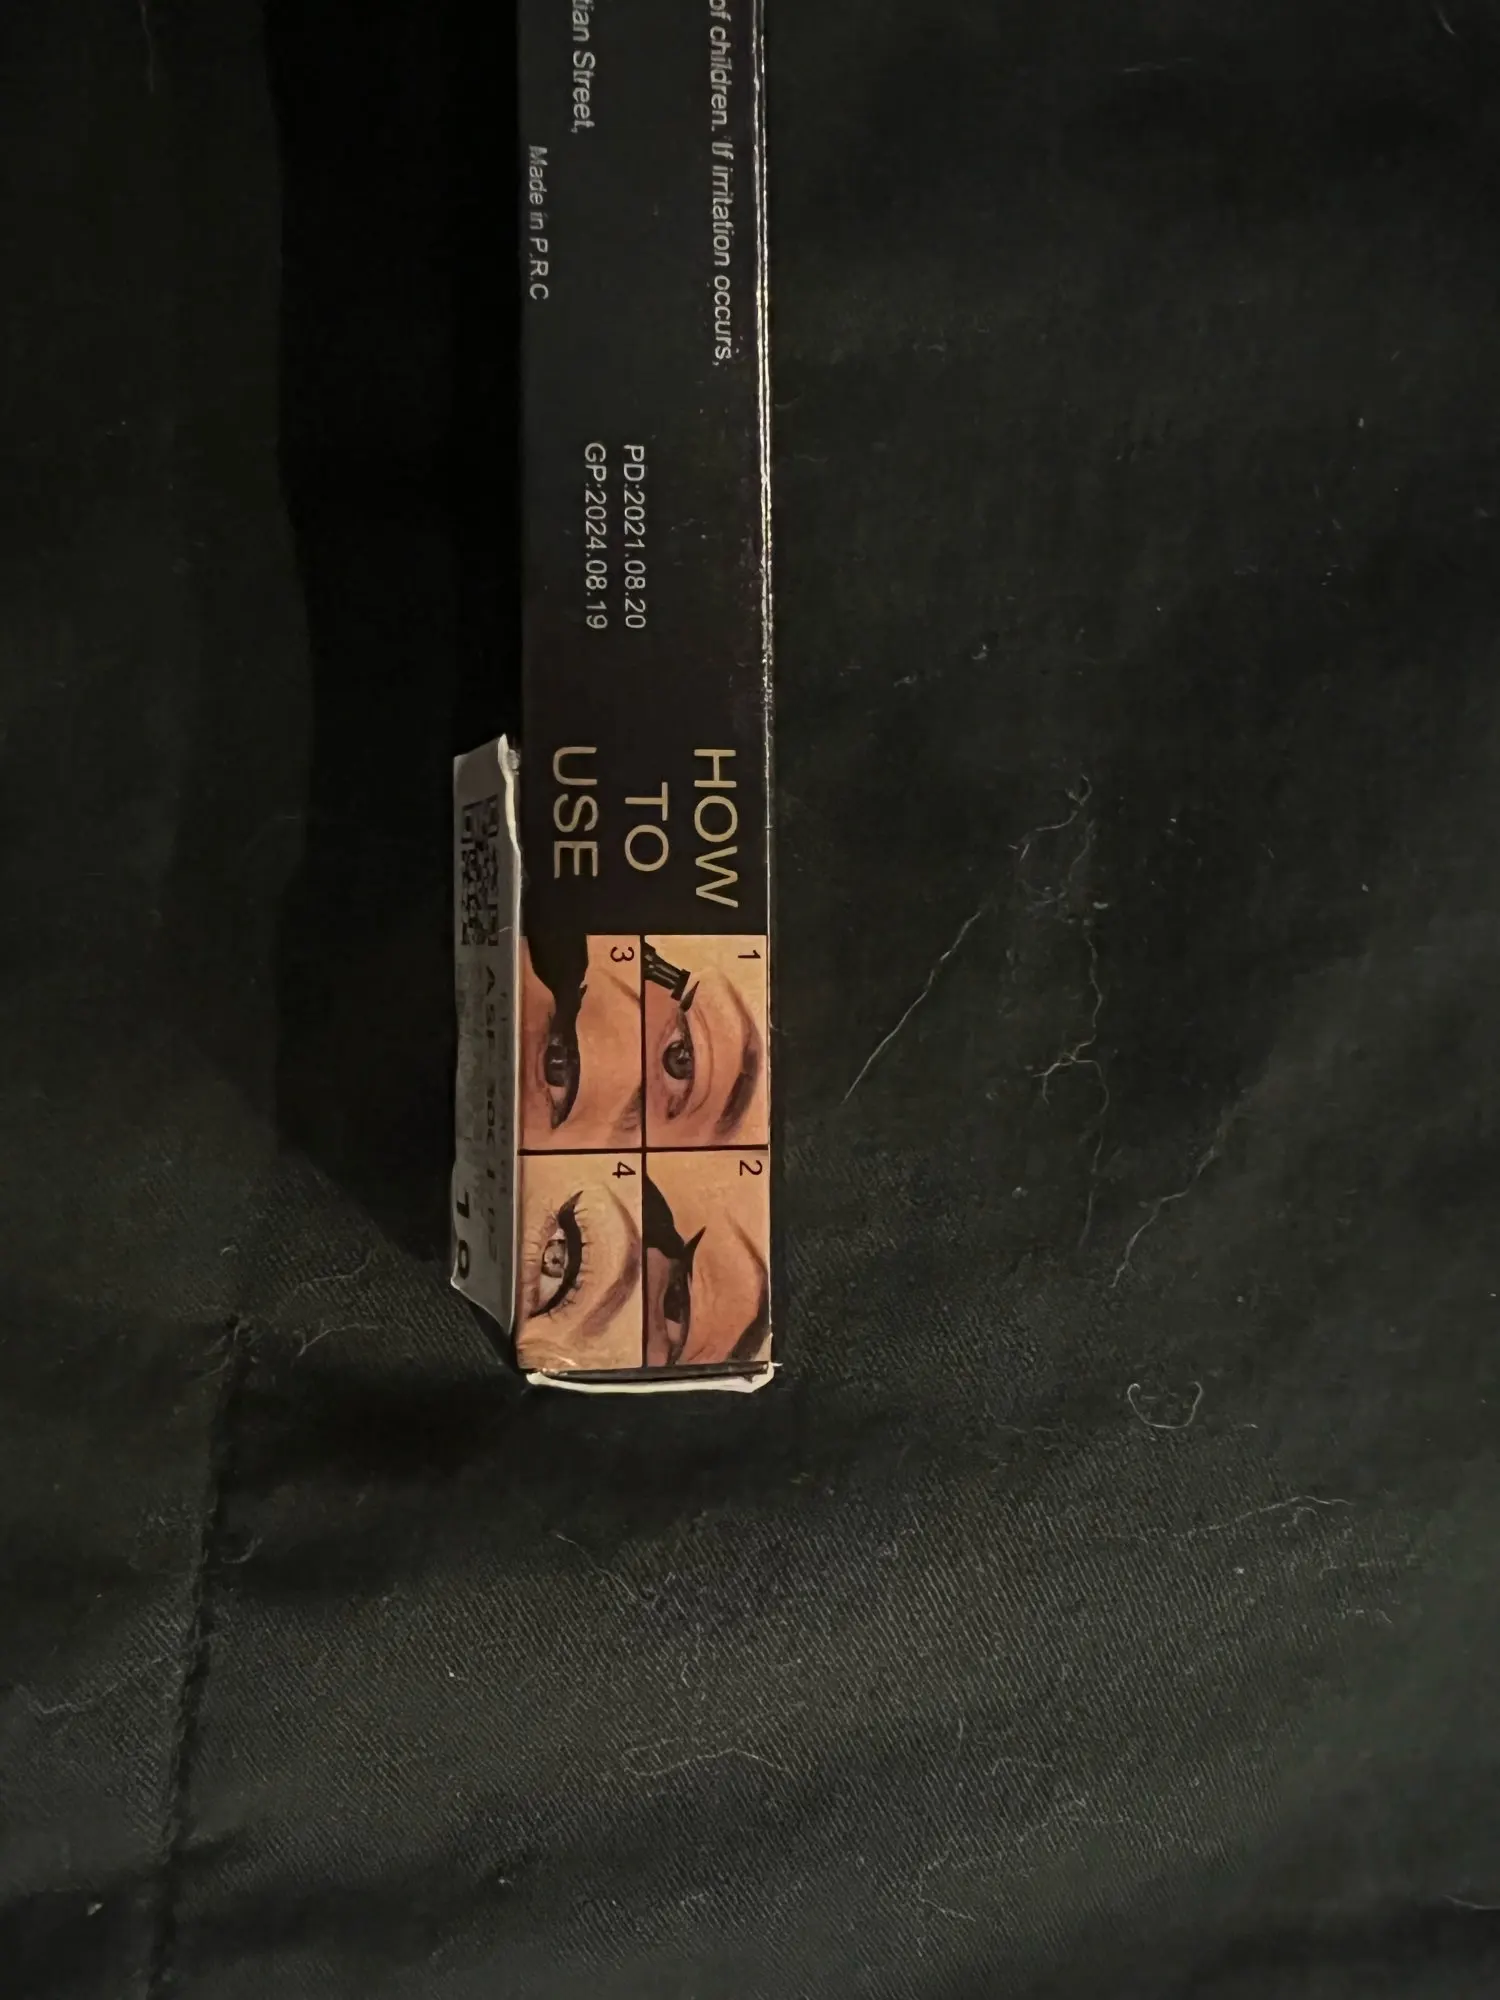 of children. If irritation occurs,
tian Street,
Made in P.R.C
PD:2021.08.20
GP:2024.08.19
HOW
TO
USE
1
2
3
4